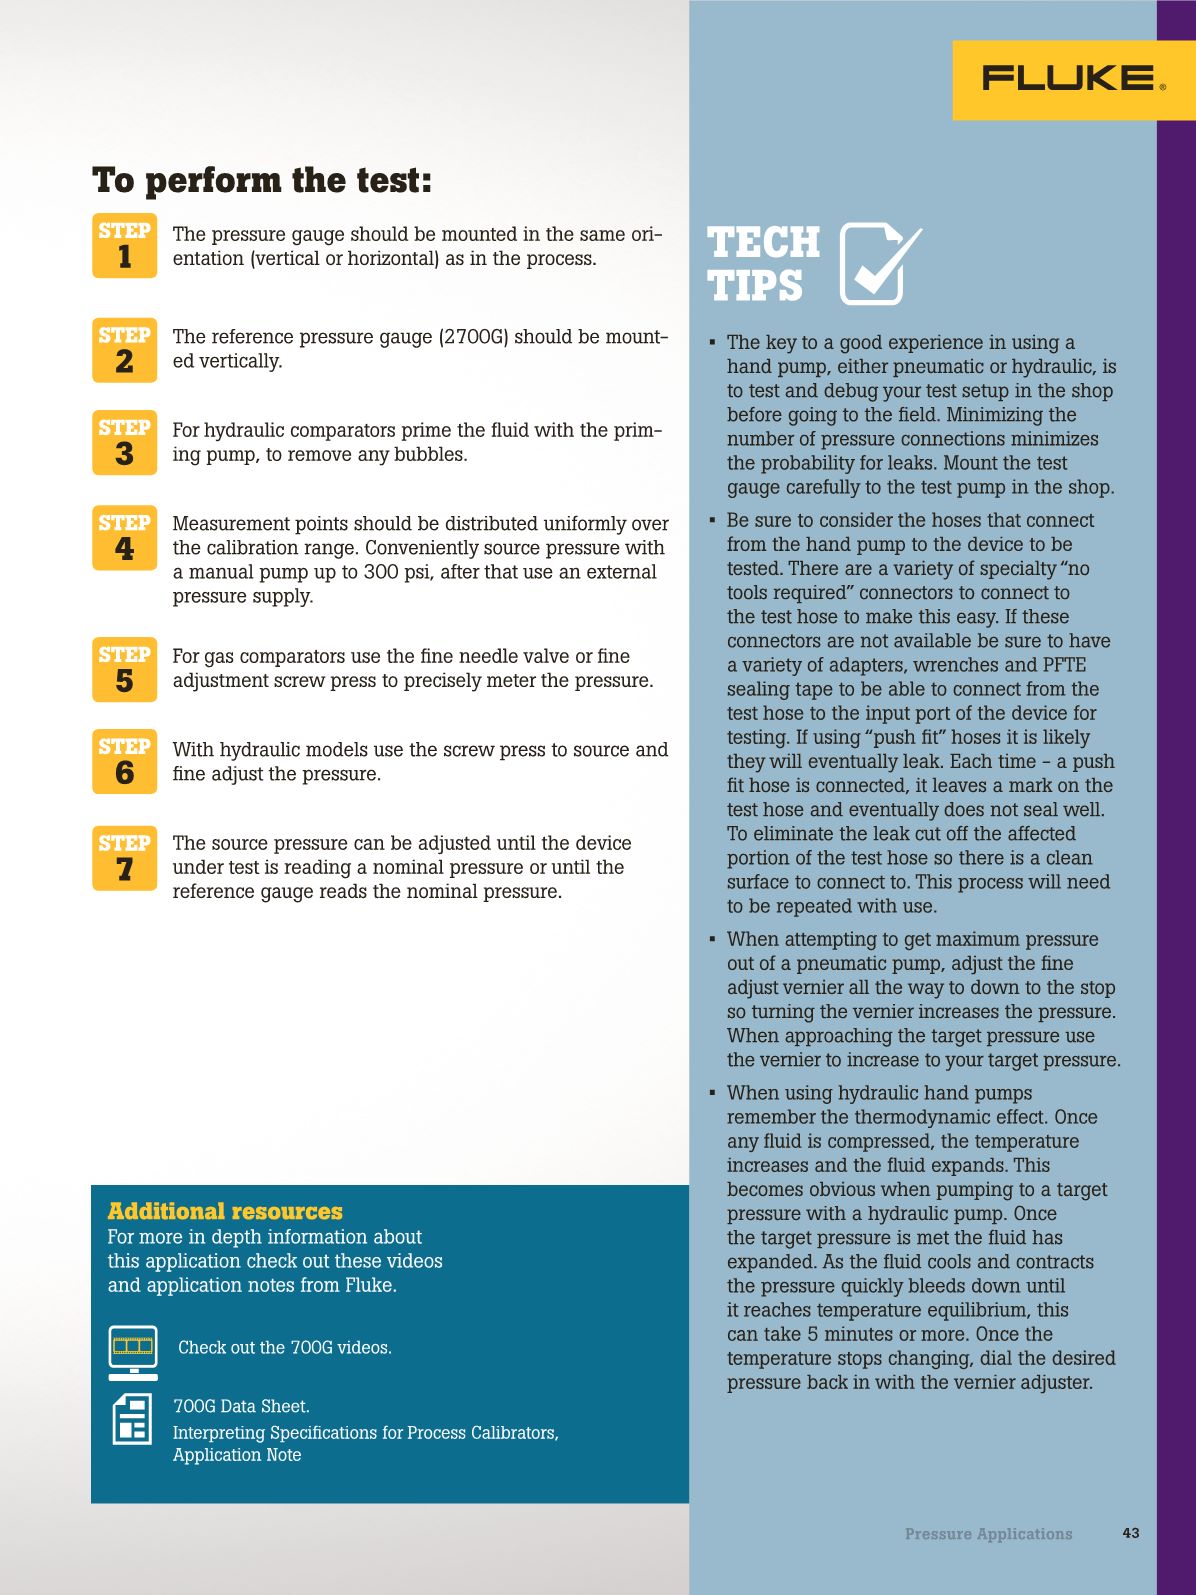 FLUKE®
To perform the test:
STEP
1
The pressure gauge should be mounted in the same ori-
entation (vertical or horizontal) as in the process.
STEP
2
The reference pressure gauge (2700G) should be mount-
ed vertically.
STEP
3
For hydraulic comparators prime the fluid with the prim-
ing pump, to remove any bubbles.
STEP
4
Measurement points should be distributed uniformly over
the calibration range. Conveniently source pressure with
a manual pump up to 300 psi, after that use an external
pressure supply.
STEP
5
For gas comparators use the fine needle valve or fine
adjustment screw press to precisely meter the pressure.
STEP
6
With hydraulic models use the screw press to source and
fine adjust the pressure.
STEP
7
The source pressure can be adjusted until the device
under test is reading a nominal pressure or until the
reference gauge reads the nominal pressure.
Additional resources
For more in depth information about
this application check out these videos
and application notes from Fluke.
Check out the 700G videos.
700G Data Sheet.
Interpreting Specifications for Process Calibrators,
Application Note
TECH
TIPS
▪ The key to a good experience in using a
hand pump, either pneumatic or hydraulic, is
to test and debug your test setup in the shop
before going to the field. Minimizing the
number of pressure connections minimizes
the probability for leaks. Mount the test
gauge carefully to the test pump in the shop.
▪ Be sure to consider the hoses that connect
from the hand pump to the device to be
tested. There are a variety of specialty “no
tools required” connectors to connect to
the test hose to make this easy. If these
connectors are not available be sure to have
a variety of adapters, wrenches and PFTE
sealing tape to be able to connect from the
test hose to the input port of the device for
testing. If using “push fit” hoses it is likely
they will eventually leak. Each time – a push
fit hose is connected, it leaves a mark on the
test hose and eventually does not seal well.
To eliminate the leak cut off the affected
portion of the test hose so there is a clean
surface to connect to. This process will need
to be repeated with use.
▪ When attempting to get maximum pressure
out of a pneumatic pump, adjust the fine
adjust vernier all the way to down to the stop
so turning the vernier increases the pressure.
When approaching the target pressure use
the vernier to increase to your target pressure.
▪ When using hydraulic hand pumps
remember the thermodynamic effect. Once
any fluid is compressed, the temperature
increases and the fluid expands. This
becomes obvious when pumping to a target
pressure with a hydraulic pump. Once
the target pressure is met the fluid has
expanded. As the fluid cools and contracts
the pressure quickly bleeds down until
it reaches temperature equilibrium, this
can take 5 minutes or more. Once the
temperature stops changing, dial the desired
pressure back in with the vernier adjuster.
Pressure Applications 43